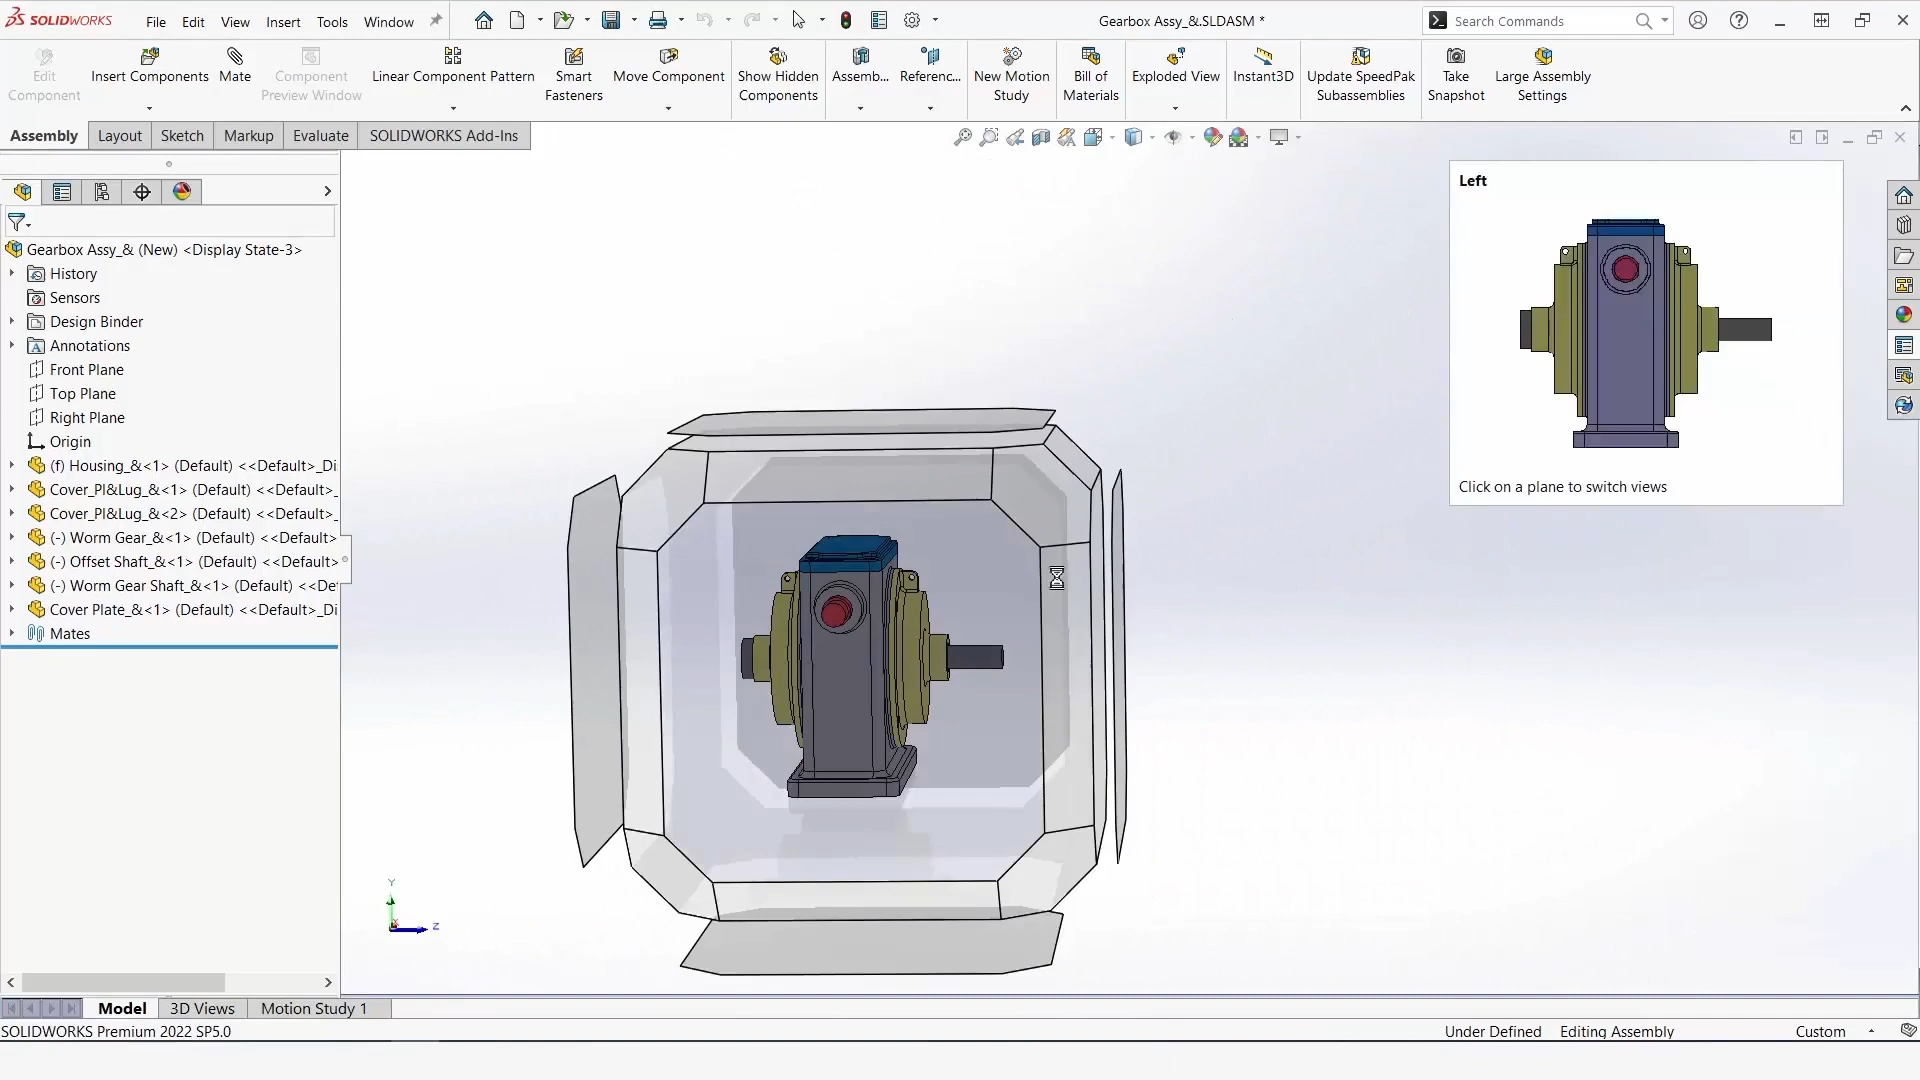 SOLIDWORKS File Edit View Insert Tools Window Gearbox Assy_&.SLDASM * Search Commands
Edit Component
Insert Components
Mate
Component Preview Window
Linear Component Pattern
Smart Fasteners
Move Component
Show Hidden Components
Assemb...
Referenc...
New Motion Study
Bill of Materials
Exploded View
Instant3D
Update SpeedPak Subassemblies
Take Snapshot
Large Assembly Settings
Assembly Layout Sketch Markup Evaluate SOLIDWORKS Add-Ins
Gearbox Assy_& (New) <Display State-3>
History
Sensors
Design Binder
Annotations
Front Plane
Top Plane
Right Plane
Origin
(f) Housing_&<1> (Default) <<Default>_Di
Cover_Pl&Lug_&<1> (Default) <<Default>_
Cover_Pl&Lug_&<2> (Default) <<Default>_
(-) Worm Gear_&<1> (Default) <<Default>
(-) Offset Shaft_&<1> (Default) <<Default>
(-) Worm Gear Shaft_&<1> (Default) <<De
Cover Plate_&<1> (Default) <<Default>_Di
Mates
Left
Click on a plane to switch views
Y
Z
Model 3D Views Motion Study 1
SOLIDWORKS Premium 2022 SP5.0 Under Defined Editing Assembly Custom